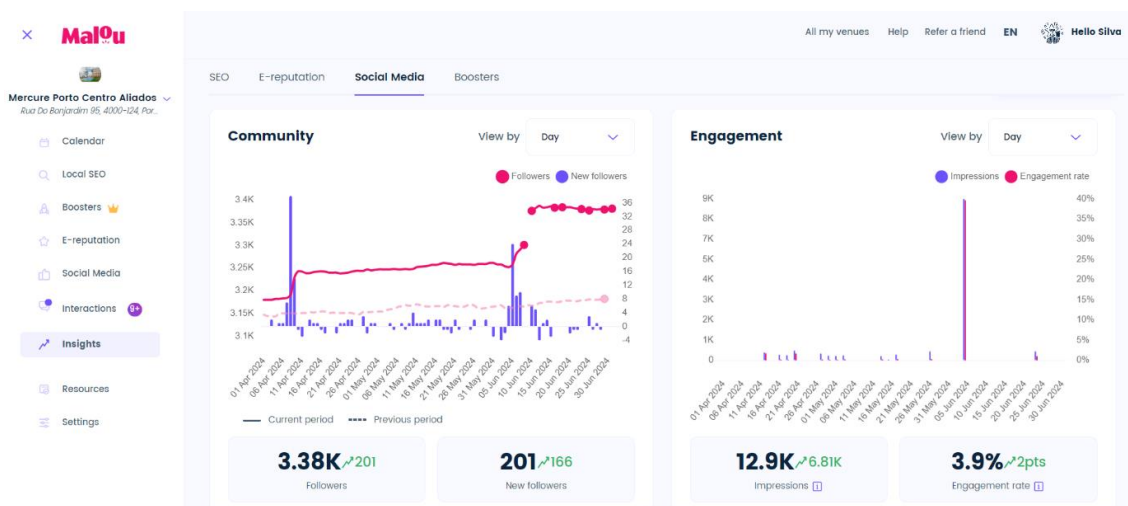 Malou
All my venues Help Refer a friend EN Hello Silva
Mercure Porto Centro Aliados
Rua Do Bonjardim 95, 4000-124, Por...
Calendar
Local SEO
Boosters
E-reputation
Social Media
Interactions 9+
Insights
Resources
Settings
SEO E-reputation Social Media Boosters
Community View by Day
Followers New followers
3.4K
3.35K
3.3K
3.25K
3.2K
3.15K
3.1K
36
32
28
24
20
16
12
8
4
0
-4
01 Apr 2024 06 Apr 2024 11 Apr 2024 16 Apr 2024 21 Apr 2024 26 Apr 2024 01 May 2024 06 May 2024 11 May 2024 16 May 2024 21 May 2024 26 May 2024 31 May 2024 05 Jun 2024 10 Jun 2024 15 Jun 2024 20 Jun 2024 25 Jun 2024 30 Jun 2024
Current period Previous period
3.38K 201
Followers
201 166
New followers
Engagement View by Day
Impressions Engagement rate
9K
8K
7K
5K
4K
3K
2K
1K
0
40%
35%
30%
25%
20%
15%
10%
5%
0%
01 Apr 2024 06 Apr 2024 11 Apr 2024 16 Apr 2024 21 Apr 2024 26 Apr 2024 01 May 2024 06 May 2024 11 May 2024 16 May 2024 21 May 2024 26 May 2024 31 May 2024 05 Jun 2024 10 Jun 2024 15 Jun 2024 20 Jun 2024 25 Jun 2024 30 Jun 2024
12.9K 6.81K
Impressions
3.9% 2pts
Engagement rate